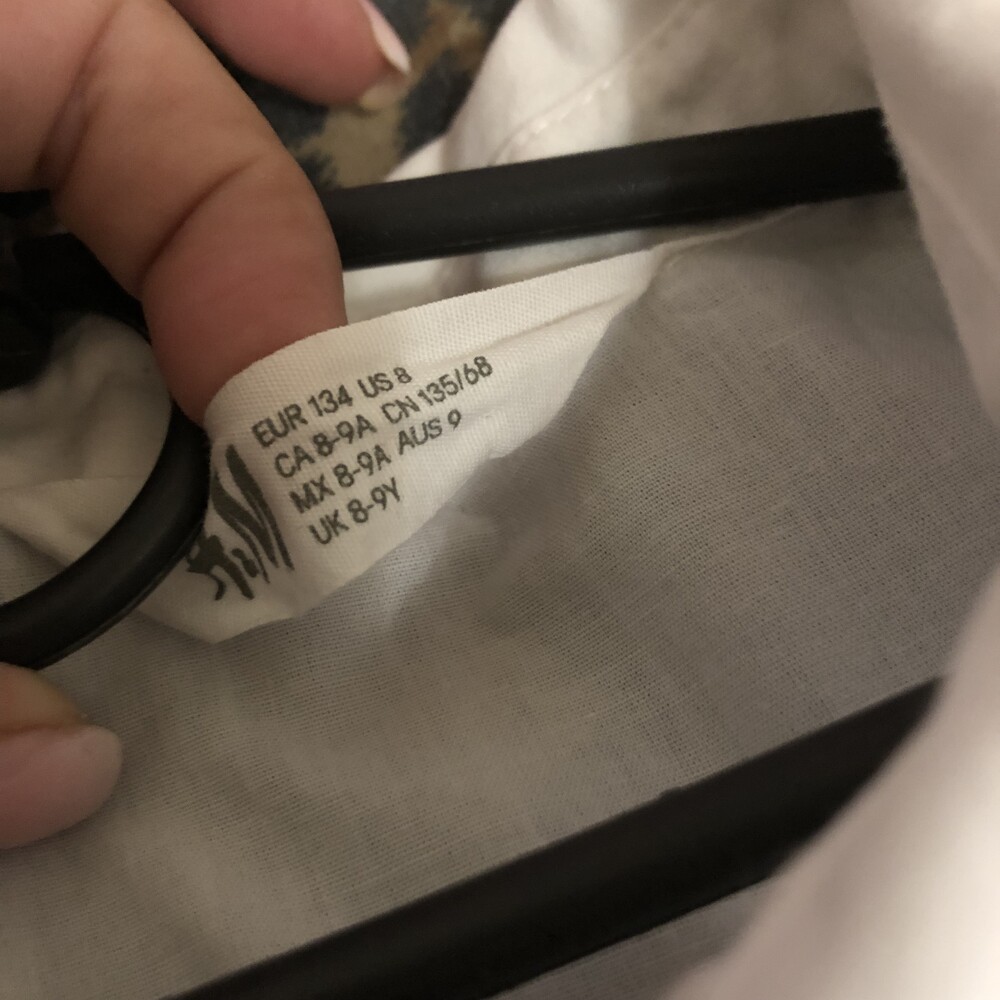 EUR 134 US 8
CA 8-9A CN 135/68
MX 8-9A AUS 9
UK 8-9Y